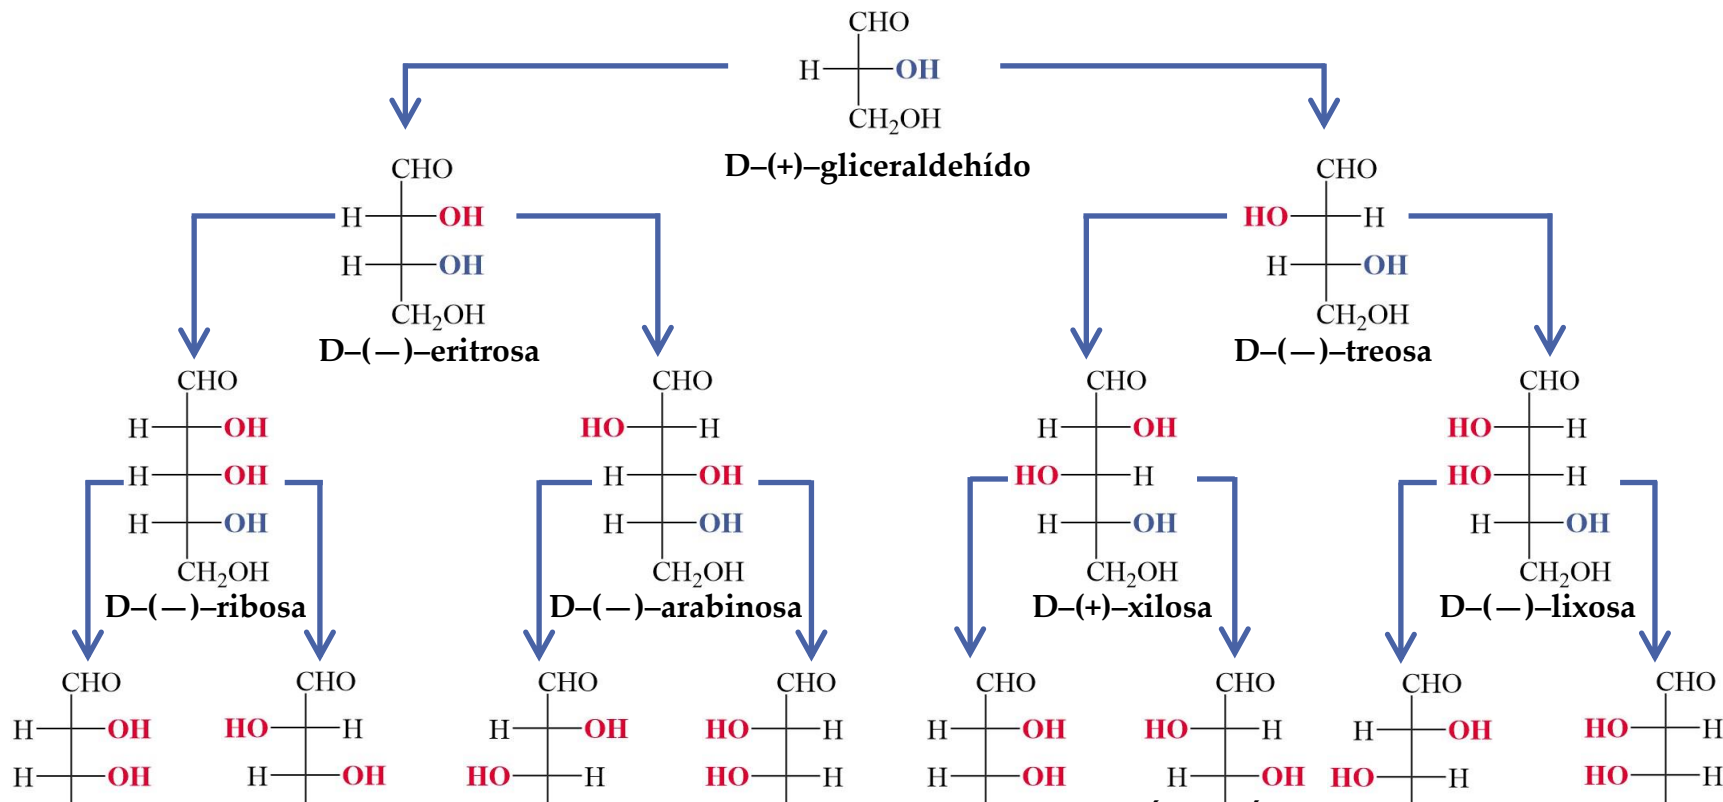 CHO
H OH
CH₂OH
D–(+)–gliceraldehído
CHO CHO
H OH HO H
H OH H OH
CH₂OH CH₂OH
D–(—)–eritrosa D–(—)–treosa
CHO CHO CHO CHO
H OH HO H H OH HO H
H OH H OH HO H HO H
H OH H OH H OH H OH
CH₂OH CH₂OH CH₂OH CH₂OH
D–(—)–ribosa D–(—)–arabinosa D–(+)–xilosa D–(—)–lixosa
CHO CHO CHO CHO CHO CHO CHO CHO
H OH HO H H OH HO H H OH HO H H OH HO H
H OH H OH HO H HO H H OH H OH HO H HO H